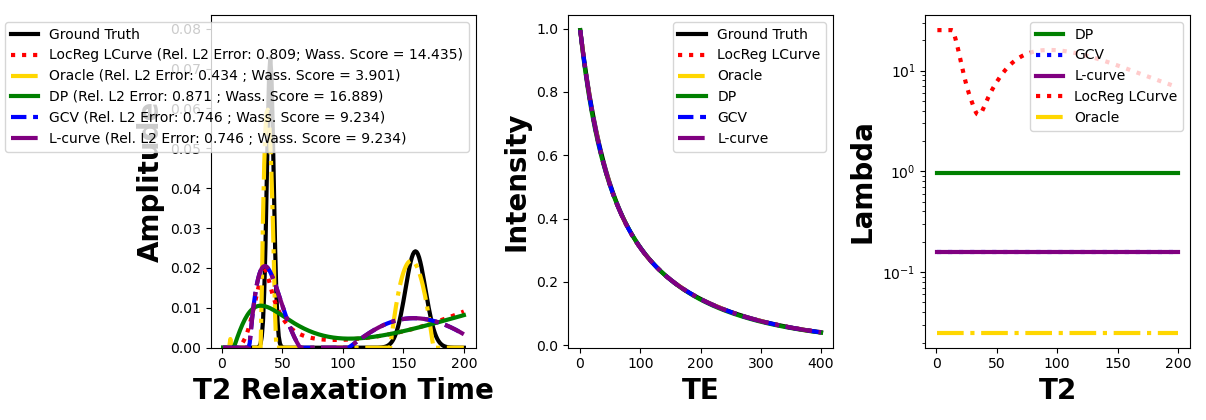 0.08
0.07
0.06
0.05
0.04
0.03
0.02
0.01
0.00
Amplitude
Ground Truth
LocReg LCurve (Rel. L2 Error: 0.809; Wass. Score = 14.435)
Oracle (Rel. L2 Error: 0.434 ; Wass. Score = 3.901)
DP (Rel. L2 Error: 0.871 ; Wass. Score = 16.889)
GCV (Rel. L2 Error: 0.746 ; Wass. Score = 9.234)
L-curve (Rel. L2 Error: 0.746 ; Wass. Score = 9.234)
0 50 100 150 200
T2 Relaxation Time
1.0
0.8
0.6
0.4
0.2
0.0
Intensity
Ground Truth
LocReg LCurve
Oracle
DP
GCV
L-curve
0 100 200 300 400
TE
10¹
10⁰
10⁻¹
Lambda
DP
GCV
L-curve
LocReg LCurve
Oracle
0 50 100 150 200
T2